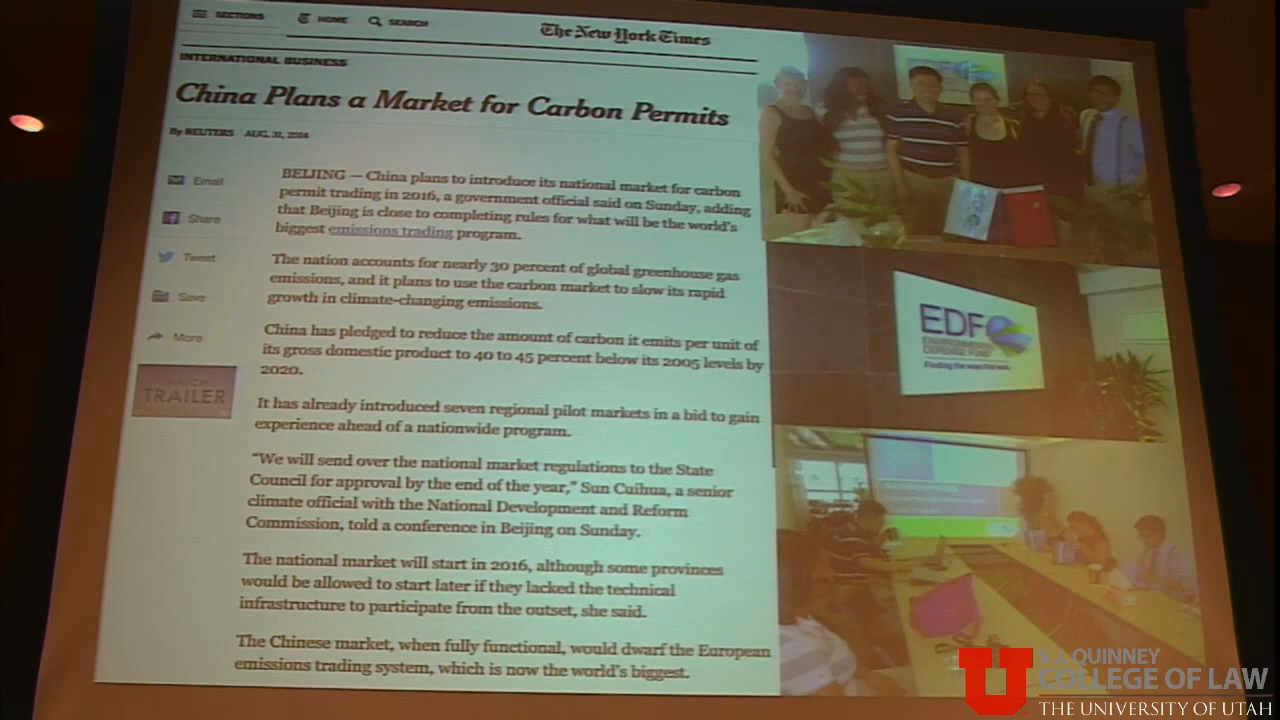 SECTIONS
HOME
SEARCH
The New York Times
INTERNATIONAL BUSINESS
China Plans a Market for Carbon Permits
By REUTERS AUG. 31, 2014
Email
Share
Tweet
Save
More
TRAILER
BEIJING — China plans to introduce its national market for carbon
permit trading in 2016, a government official said on Sunday, adding
that Beijing is close to completing rules for what will be the world's
biggest emissions trading program.
The nation accounts for nearly 30 percent of global greenhouse gas
emissions, and it plans to use the carbon market to slow its rapid
growth in climate-changing emissions.
China has pledged to reduce the amount of carbon it emits per unit of
its gross domestic product to 40 to 45 percent below its 2005 levels by
2020.
It has already introduced seven regional pilot markets in a bid to gain
experience ahead of a nationwide program.
"We will send over the national market regulations to the State
Council for approval by the end of the year," Sun Cuihua, a senior
climate official with the National Development and Reform
Commission, told a conference in Beijing on Sunday.
The national market will start in 2016, although some provinces
would be allowed to start later if they lacked the technical
infrastructure to participate from the outset, she said.
The Chinese market, when fully functional, would dwarf the European
emissions trading system, which is now the world's biggest.
EDF
EDF
ENVIRONMENTAL
DEFENSE FUND
Finding the ways that work
U
S.J. QUINNEY
COLLEGE OF LAW
THE UNIVERSITY OF UTAH